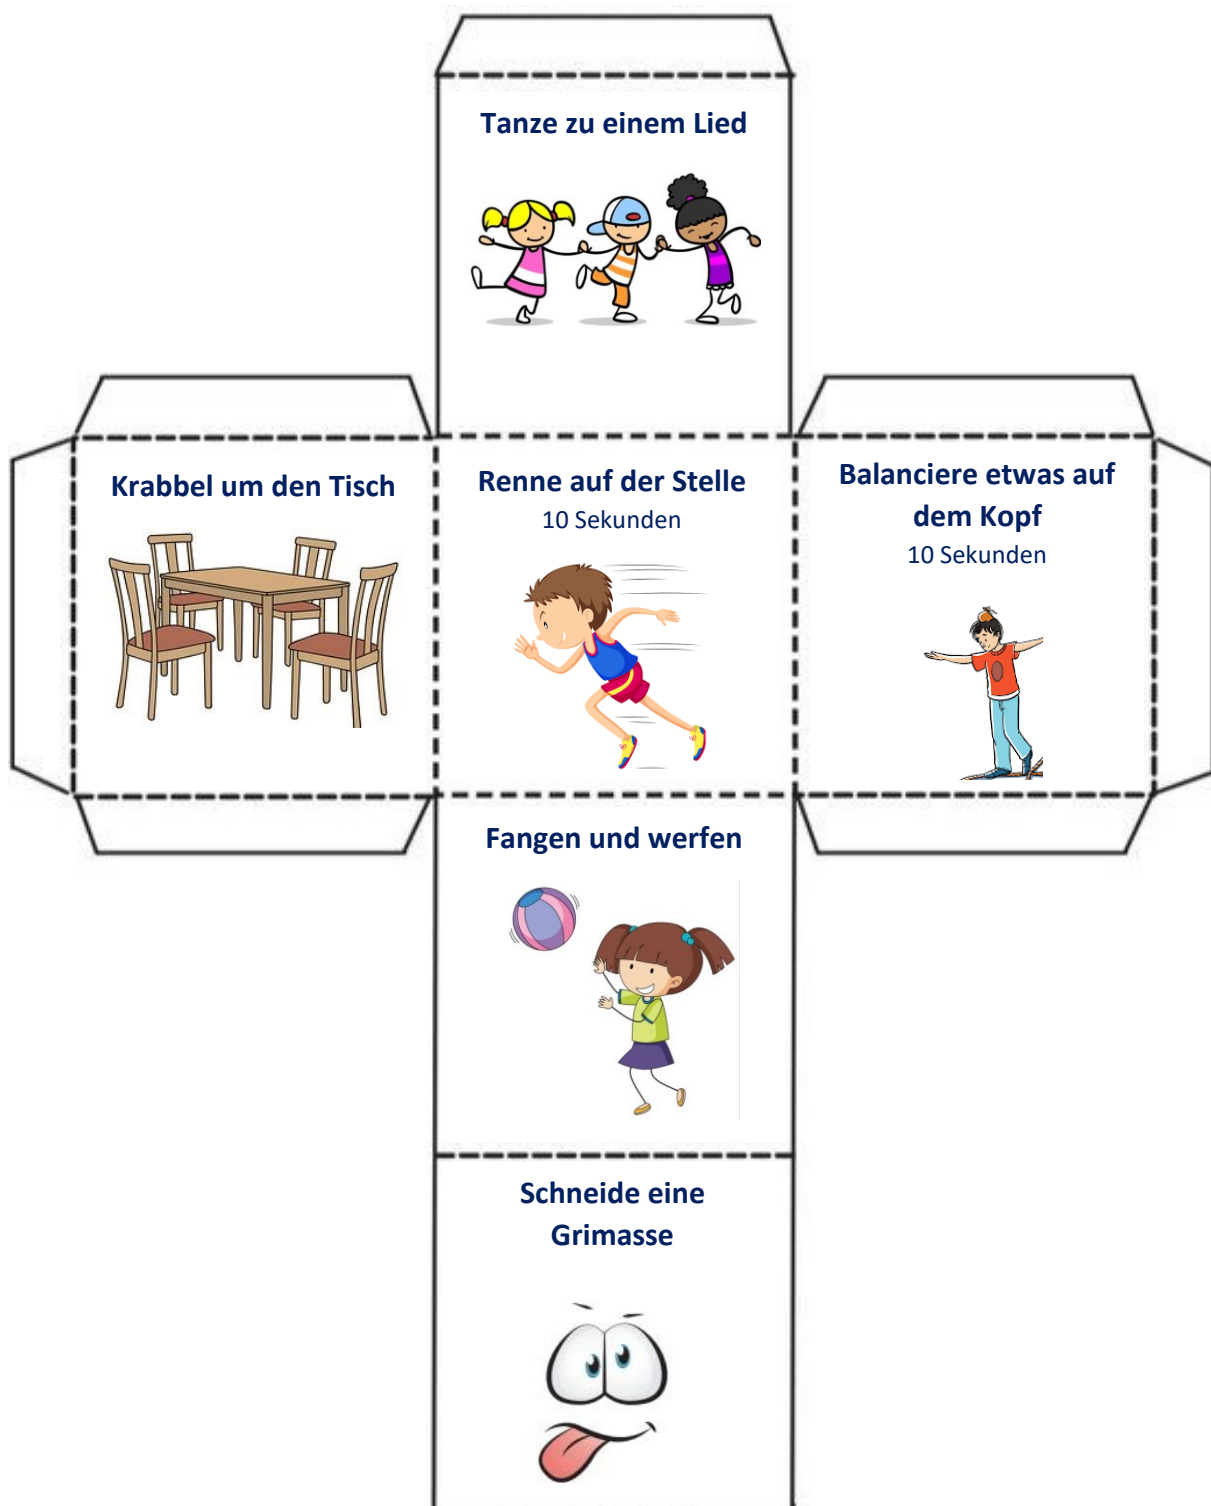 Tanze zu einem Lied
Krabbel um den Tisch
Renne auf der Stelle
10 Sekunden
Balanciere etwas auf
dem Kopf
10 Sekunden
Fangen und werfen
Schneide eine
Grimasse